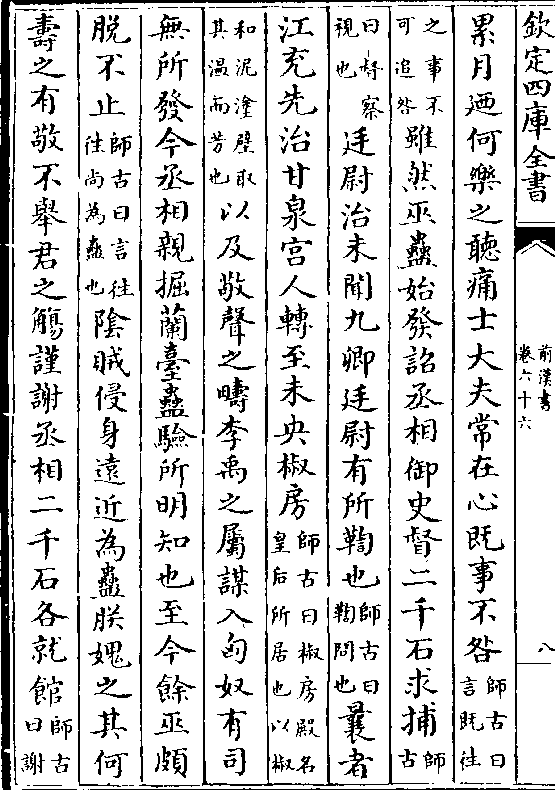 欽定四庫全書
前漢書
卷六十六
八
累月廼何樂之聽痛士大夫常在心既事不咎師古曰言既往
之事不可追咎雖然巫蠱始發詔丞相御史督二千石求捕師古
曰督察視也廷尉治未聞九卿廷尉有所鞫也師古曰鞫問也曩者
江充先治甘泉宮人轉至未央椒房師古曰椒房殿名皇后所居也以椒
和泥塗壁取其溫而芳也以及敬聲之疇李禹之屬謀入匈奴有司
無所發今丞相親掘蘭臺蠱驗所明知也至今餘巫頗
脫不止師古曰言往往尚為蠱也陰賊侵身遠近為蠱朕媿之甚何
壽之有敬不舉君之觴謹謝丞相二千石各就館師古曰謝